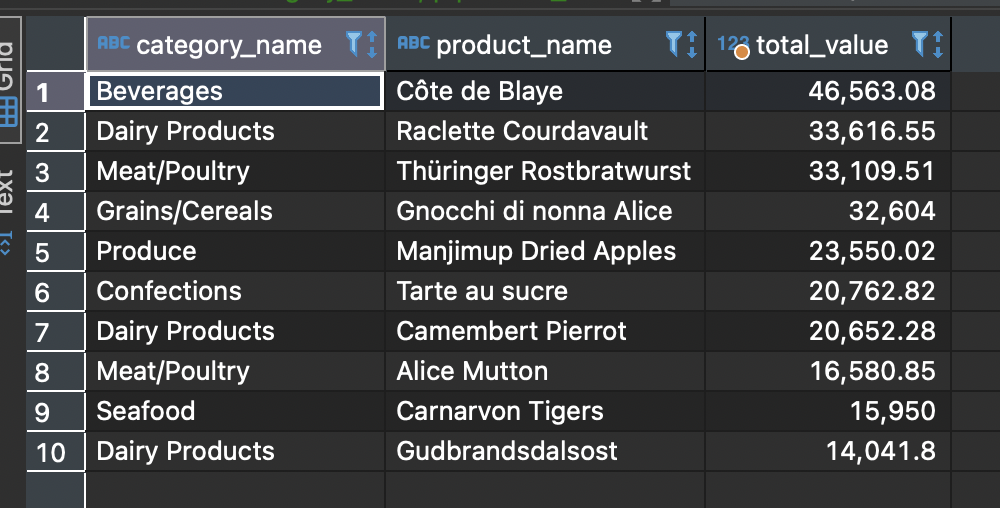 ABC category_name ABC product_name 123 total_value
1 Beverages Côte de Blaye 46,563.08
2 Dairy Products Raclette Courdavault 33,616.55
3 Meat/Poultry Thüringer Rostbratwurst 33,109.51
4 Grains/Cereals Gnocchi di nonna Alice 32,604
5 Produce Manjimup Dried Apples 23,550.02
6 Confections Tarte au sucre 20,762.82
7 Dairy Products Camembert Pierrot 20,652.28
8 Meat/Poultry Alice Mutton 16,580.85
9 Seafood Carnarvon Tigers 15,950
10 Dairy Products Gudbrandsdalsost 14,041.8
Grid
Text